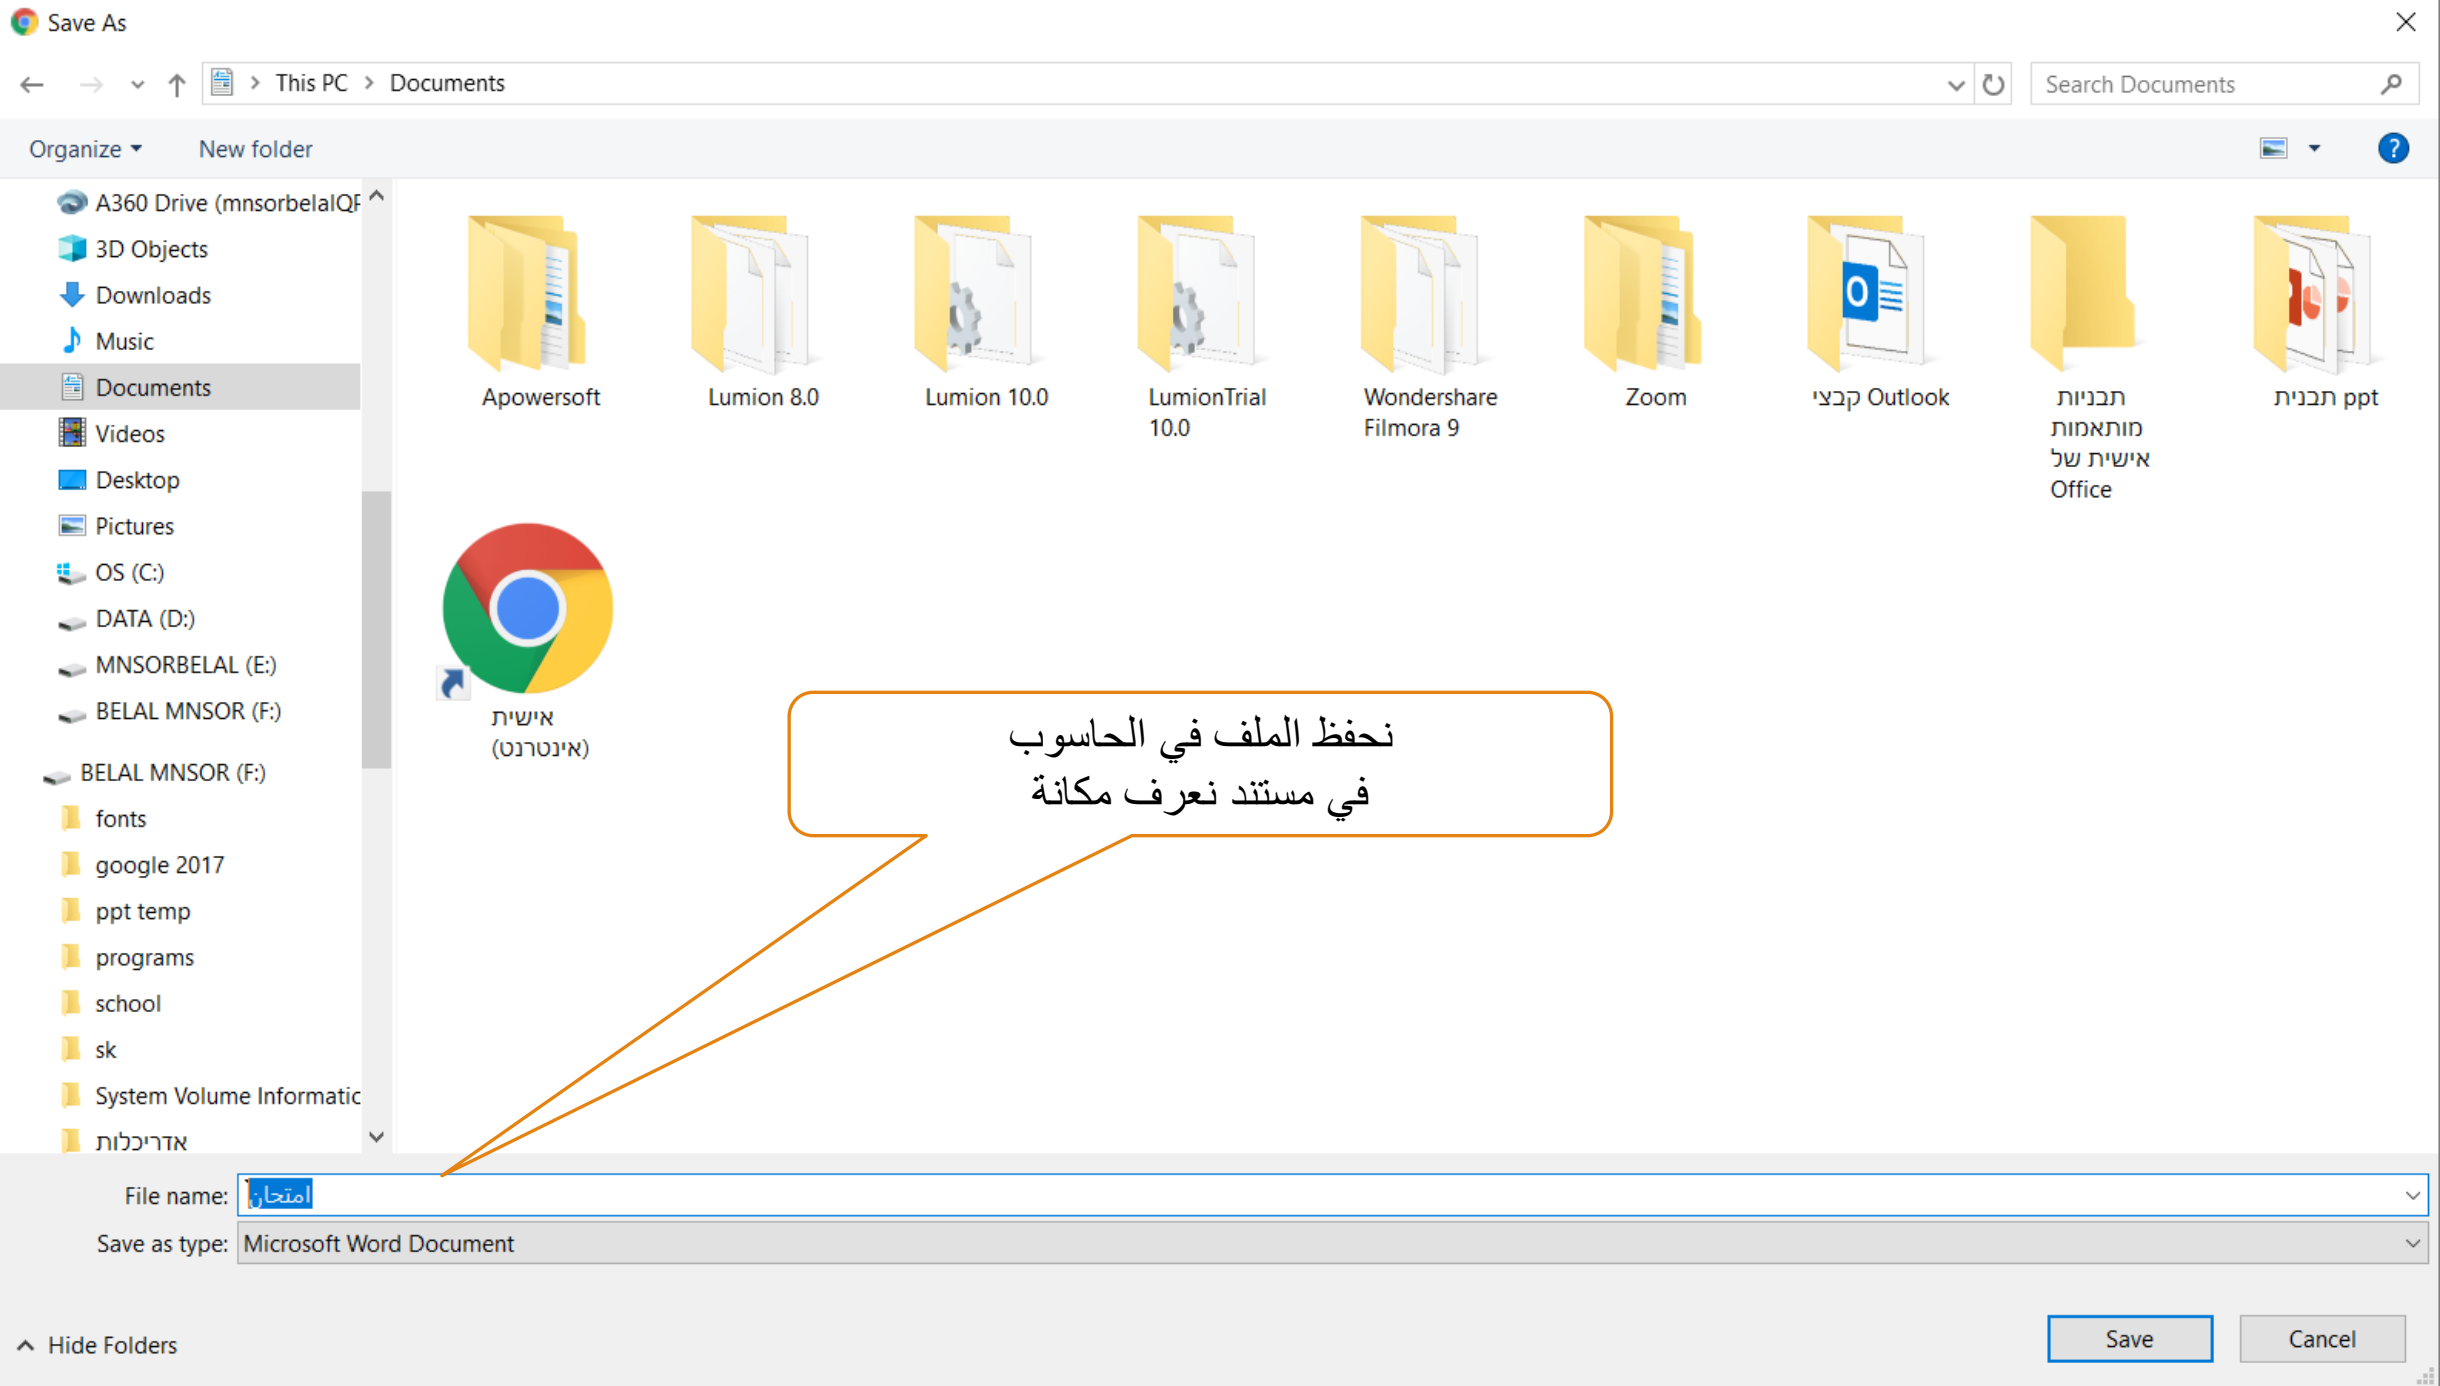 Save As
This PC > Documents
Search Documents
Organize
New folder
A360 Drive (mnsorbelalQF
3D Objects
Downloads
Music
Documents
Videos
Desktop
Pictures
OS (C:)
DATA (D:)
MNSORBELAL (E:)
BELAL MNSOR (F:)
BELAL MNSOR (F:)
fonts
google 2017
ppt temp
programs
school
sk
System Volume Informatic
אדריכלות
Apowersoft
Lumion 8.0
Lumion 10.0
LumionTrial
10.0
Wondershare
Filmora 9
Zoom
קבצי Outlook
תבניות
מותאמות
אישית של
Office
תבנית ppt
אישית
(אינטרנט)
نحفظ الملف في الحاسوب
في مستند نعرف مكانة
File name: امتحان
Save as type: Microsoft Word Document
Hide Folders
Save
Cancel